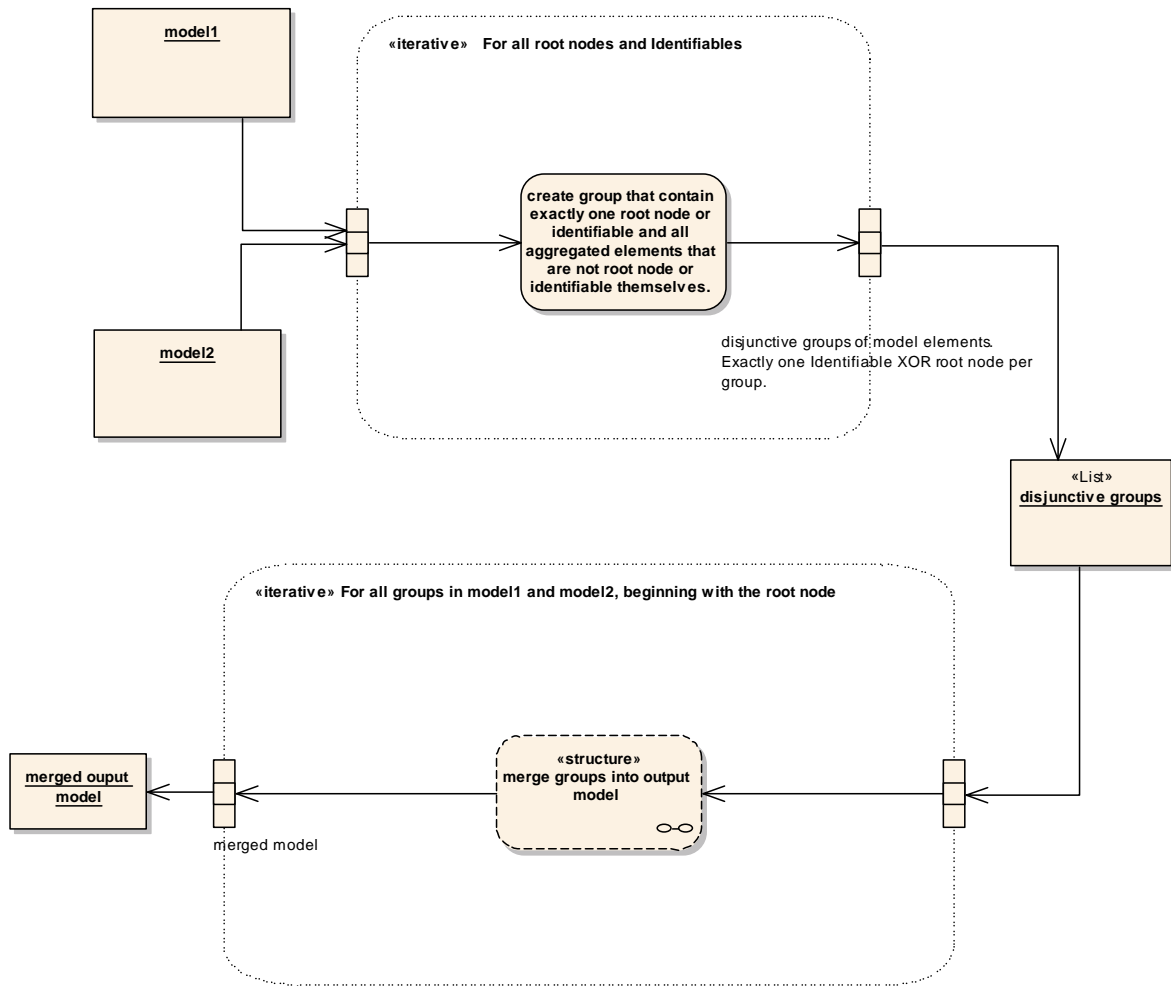 model1
«iterative» For all root nodes and Identifiables
create group that contain
exactly one root node or
identifiable and all
aggregated elements that
are not root node or
identifiable themselves.
model2
disjunctive groups of model elements.
Exactly one Identifiable XOR root node per
group.
«List»
disjunctive groups
«iterative» For all groups in model1 and model2, beginning with the root node
«structure»
merge groups into output
model
merged ouput
model
merged model